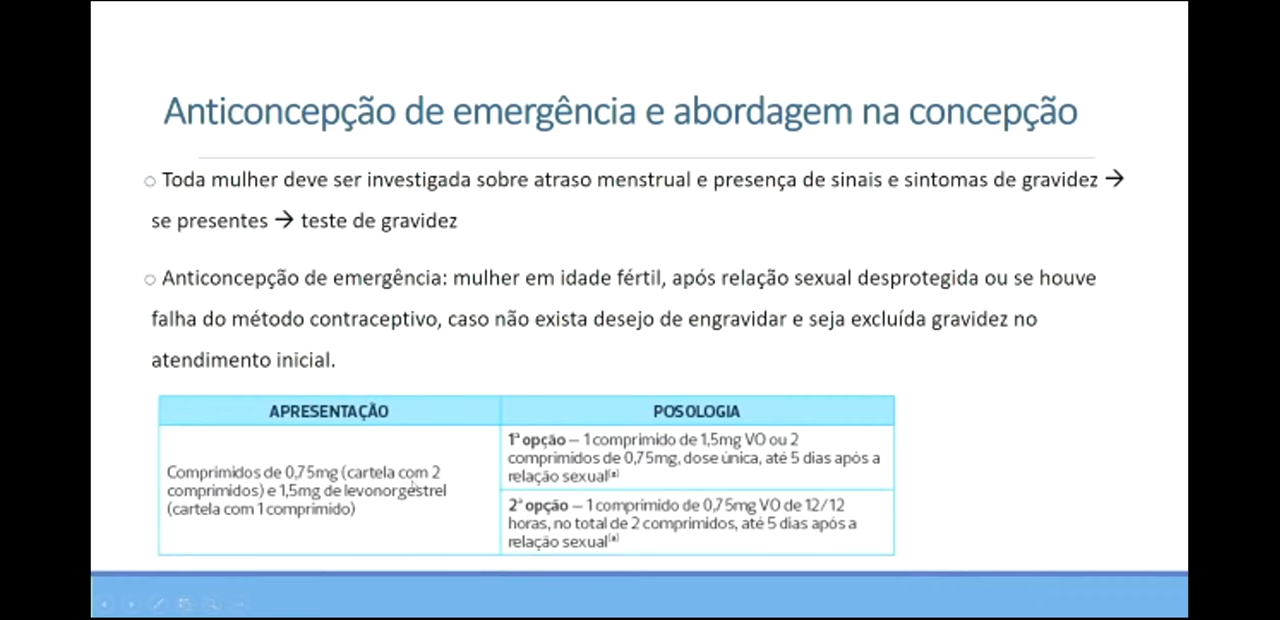 Anticoncepção de emergência e abordagem na concepção
○ Toda mulher deve ser investigada sobre atraso menstrual e presença de sinais e sintomas de gravidez →
se presentes → teste de gravidez
○ Anticoncepção de emergência: mulher em idade fértil, após relação sexual desprotegida ou se houve
falha do método contraceptivo, caso não exista desejo de engravidar e seja excluída gravidez no
atendimento inicial.
APRESENTAÇÃO
POSOLOGIA
Comprimidos de 0,75mg (cartela com 2
comprimidos) e 1,5mg de levonorgestrel
(cartela com 1 comprimido)
1ª opção – 1 comprimido de 1,5mg VO ou 2
comprimidos de 0,75mg, dose única, até 5 dias após a
relação sexual(a)
2ª opção – 1 comprimido de 0,75mg VO de 12/12
horas, no total de 2 comprimidos, até 5 dias após a
relação sexual(a)